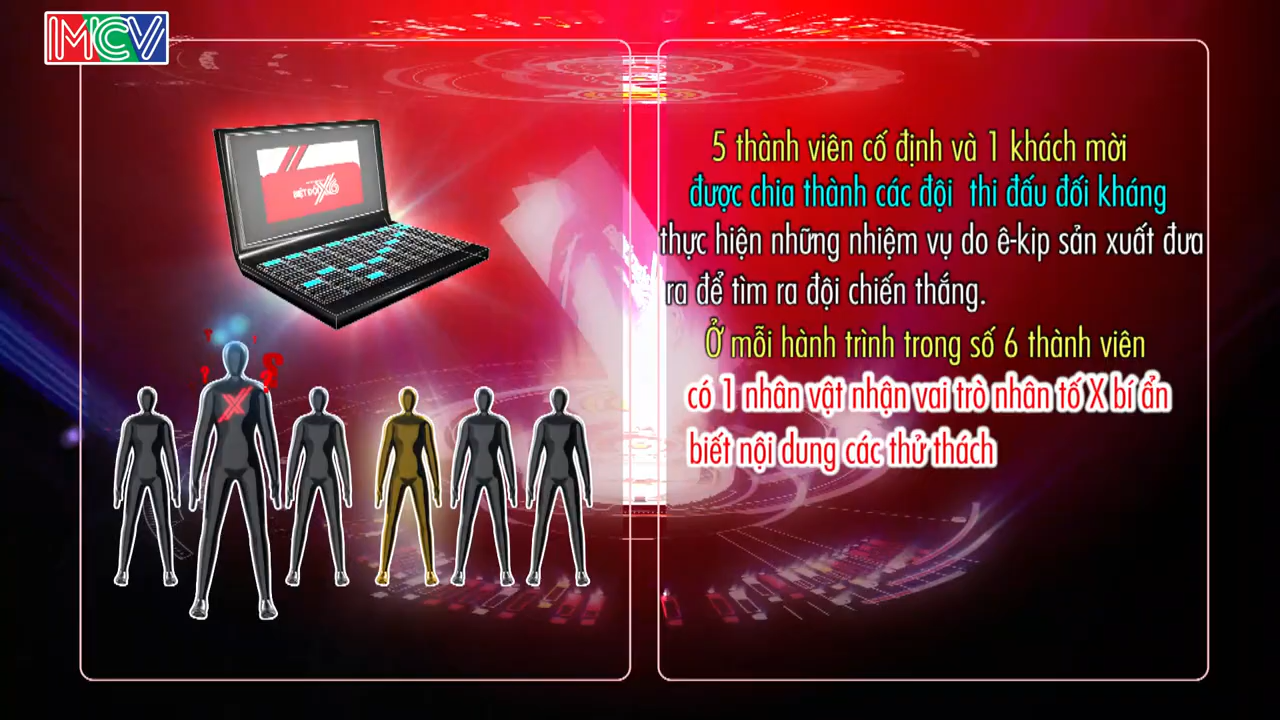 MCV
5 thành viên cố định và 1 khách mời
được chia thành các đội thi đấu đối kháng
thực hiện những nhiệm vụ do ê-kip sản xuất đưa
ra để tìm ra đội chiến thắng.
Ở mỗi hành trình trong số 6 thành viên
có 1 nhân vật nhận vai trò nhân tố X bí ẩn
biết nội dung các thử thách
X